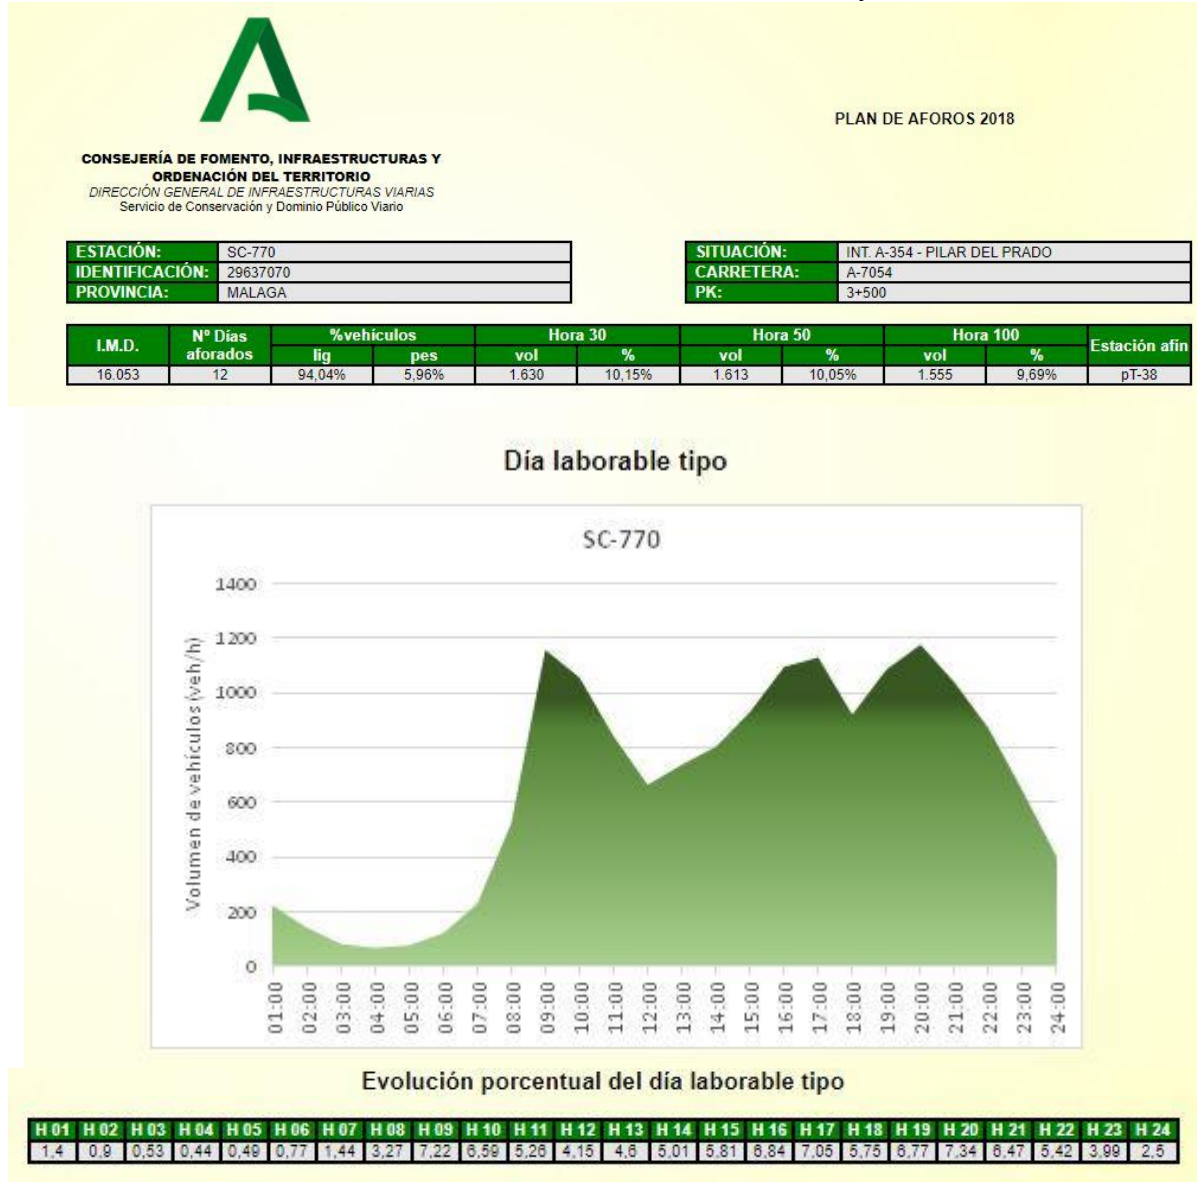 PLAN DE AFOROS 2018
CONSEJERÍA DE FOMENTO, INFRAESTRUCTURAS Y
ORDENACIÓN DEL TERRITORIO
DIRECCIÓN GENERAL DE INFRAESTRUCTURAS VIARIAS
Servicio de Conservación y Dominio Público Viario
ESTACIÓN: SC-770 SITUACIÓN: INT. A-354 - PILAR DEL PRADO
IDENTIFICACIÓN: 29637070 CARRETERA: A-7054
PROVINCIA: MALAGA PK: 3+500
I.M.D. Nº Días aforados %vehículos Hora 30 Hora 50 Hora 100 Estación afín
lig pes vol % vol % vol %
16.053 12 94,04% 5,96% 1.630 10,15% 1.613 10,05% 1.555 9,69% pT-38
Día laborable tipo
SC-770
Volumen de vehículos (veh/h)
1400
1200
1000
800
600
400
200
0
01:00 02:00 03:00 04:00 05:00 06:00 07:00 08:00 09:00 10:00 11:00 12:00 13:00 14:00 15:00 16:00 17:00 18:00 19:00 20:00 21:00 22:00 23:00 24:00
Evolución porcentual del día laborable tipo
H 01 H 02 H 03 H 04 H 05 H 06 H 07 H 08 H 09 H 10 H 11 H 12 H 13 H 14 H 15 H 16 H 17 H 18 H 19 H 20 H 21 H 22 H 23 H 24
1,4 0,9 0,53 0,44 0,49 0,77 1,44 3,27 7,22 6,59 5,26 4,15 4,6 5,01 5,81 6,84 7,05 5,75 6,77 7,34 6,47 5,42 3,99 2,5